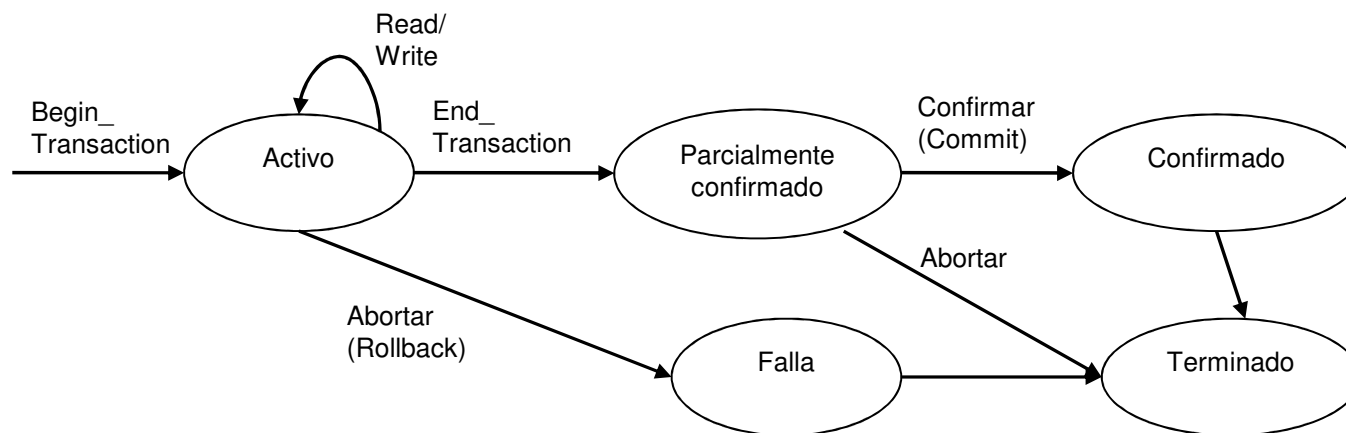 Read/
Write
Begin_
Transaction
End_
Transaction
Confirmar
(Commit)
Activo
Parcialmente
confirmado
Confirmado
Abortar
Abortar
(Rollback)
Falla
Terminado